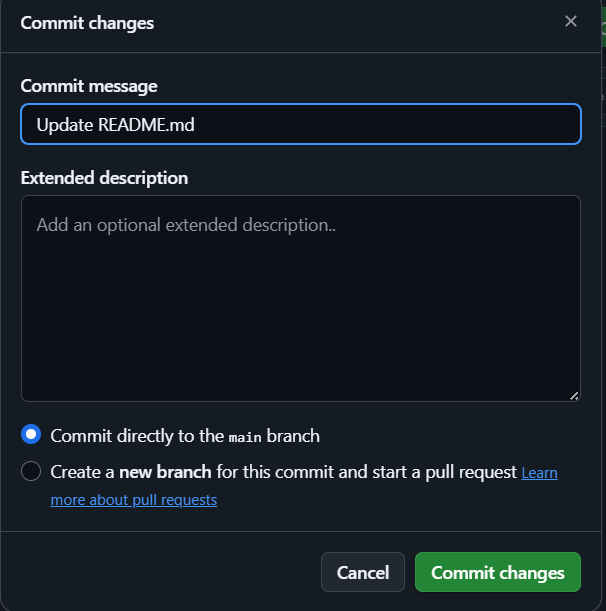 Commit changes
Commit message
Update README.md
Extended description
Add an optional extended description..
Commit directly to the main branch
Create a new branch for this commit and start a pull request Learn
more about pull requests
Cancel
Commit changes